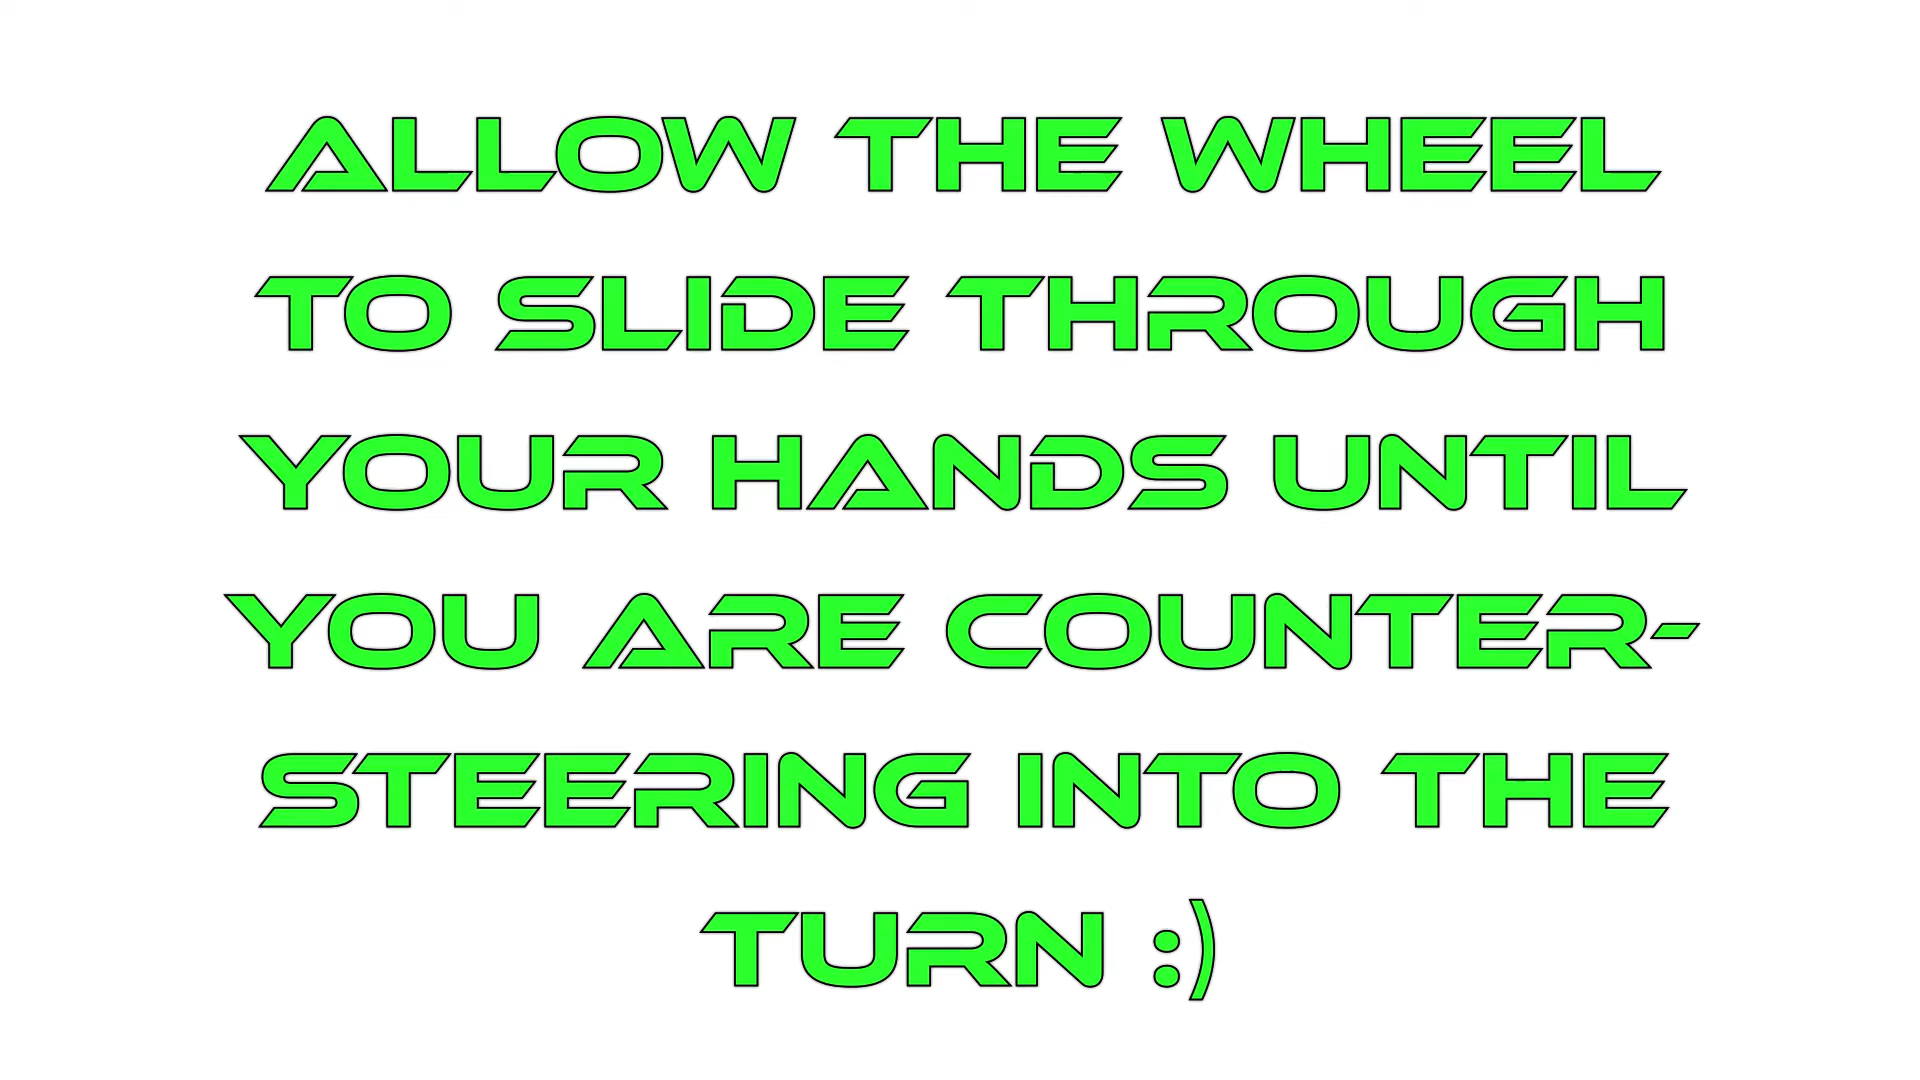 ALLOW THE WHEEL
TO SLIDE THROUGH
YOUR HANDS UNTIL
YOU ARE COUNTER-
STEERING INTO THE
TURN :)